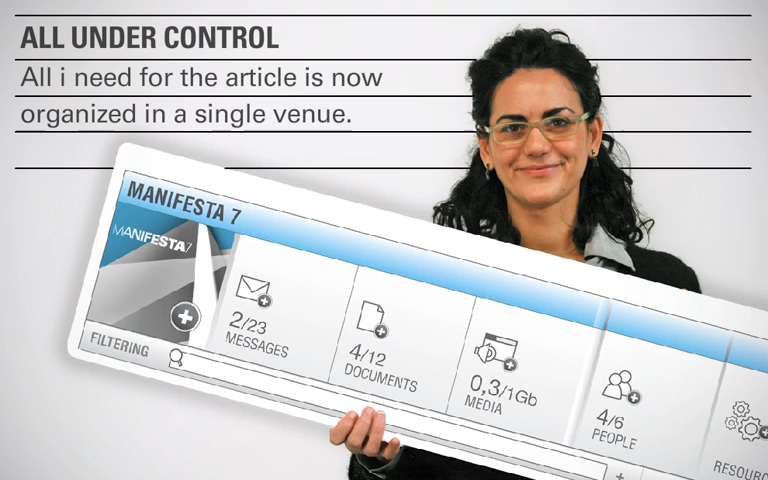 ALL UNDER CONTROL
All i need for the article is now
organized in a single venue.
MANIFESTA 7
MANIFESTA7
2/23
MESSAGES
4/12
DOCUMENTS
0,3/1Gb
MEDIA
4/6
PEOPLE
RESOURC
FILTERING